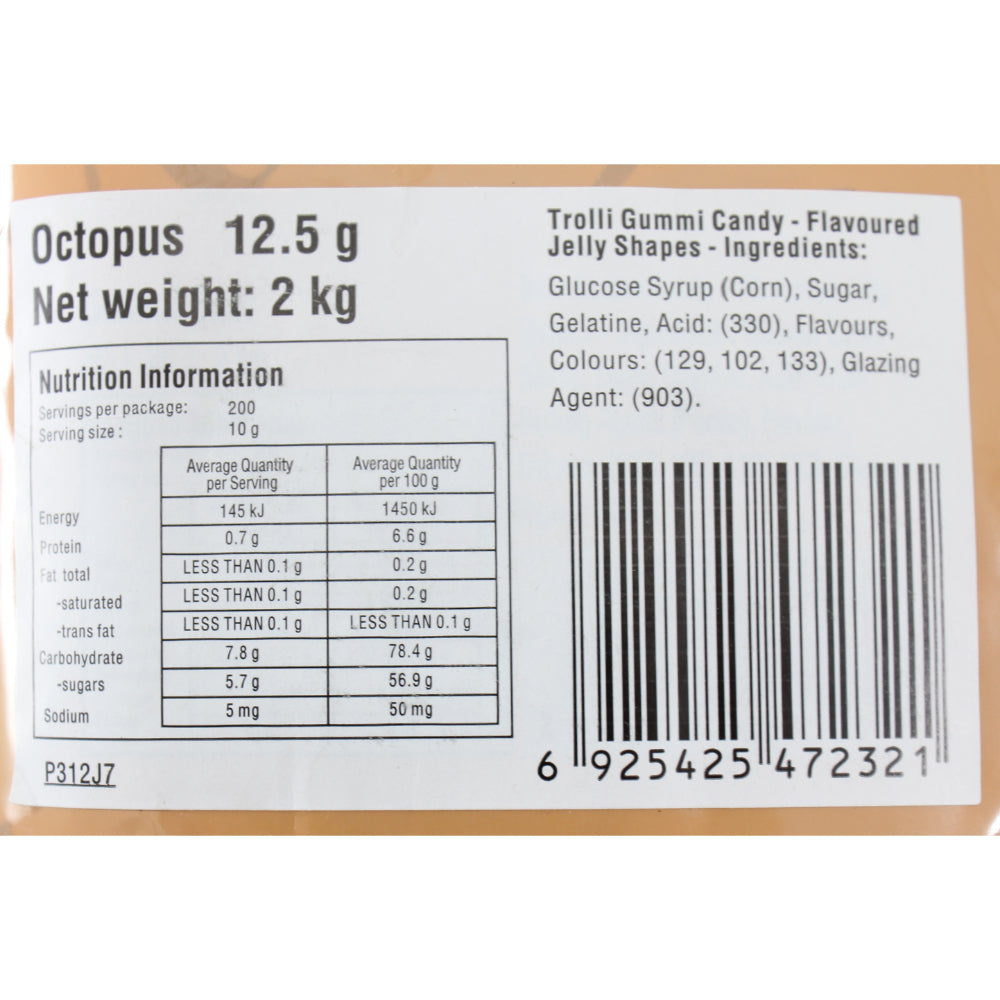 Octopus 12.5 g
Net weight: 2 kg
Nutrition Information
Servings per package: 200
Serving size : 10 g
Average Quantity per Serving Average Quantity per 100 g
Energy 145 kJ 1450 kJ
Protein 0.7 g 6.6 g
Fat total LESS THAN 0.1 g 0.2 g
-saturated LESS THAN 0.1 g 0.2 g
-trans fat LESS THAN 0.1 g LESS THAN 0.1 g
Carbohydrate 7.8 g 78.4 g
-sugars 5.7 g 56.9 g
Sodium 5 mg 50 mg
P312J7
Trolli Gummi Candy - Flavoured
Jelly Shapes - Ingredients:
Glucose Syrup (Corn), Sugar,
Gelatine, Acid: (330), Flavours,
Colours: (129, 102, 133), Glazing
Agent: (903).
6 925425 472321